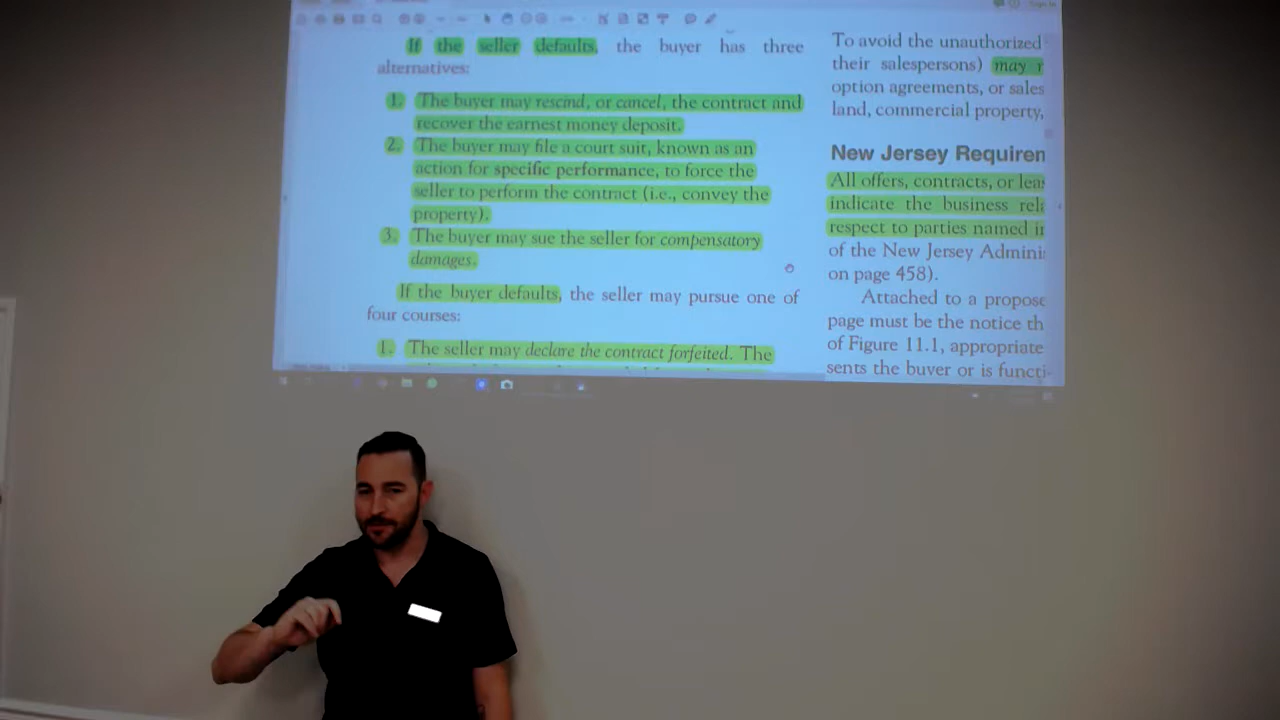 Sign In
If the seller defaults, the buyer has three
alternatives:
1. The buyer may rescind, or cancel, the contract and
recover the earnest money deposit.
2. The buyer may file a court suit, known as an
action for specific performance, to force the
seller to perform the contract (i.e., convey the
property).
3. The buyer may sue the seller for compensatory
damages.
If the buyer defaults, the seller may pursue one of
four courses:
1. The seller may declare the contract forfeited. The
To avoid the unauthorized
their salespersons) may
option agreements, or sales
land, commercial property,
New Jersey Requiren
All offers, contracts, or lea
indicate the business rela
respect to parties named in
of the New Jersey Admini
on page 458).
Attached to a propose
page must be the notice th
of Figure 11.1, appropriate
sents the buyer or is functi